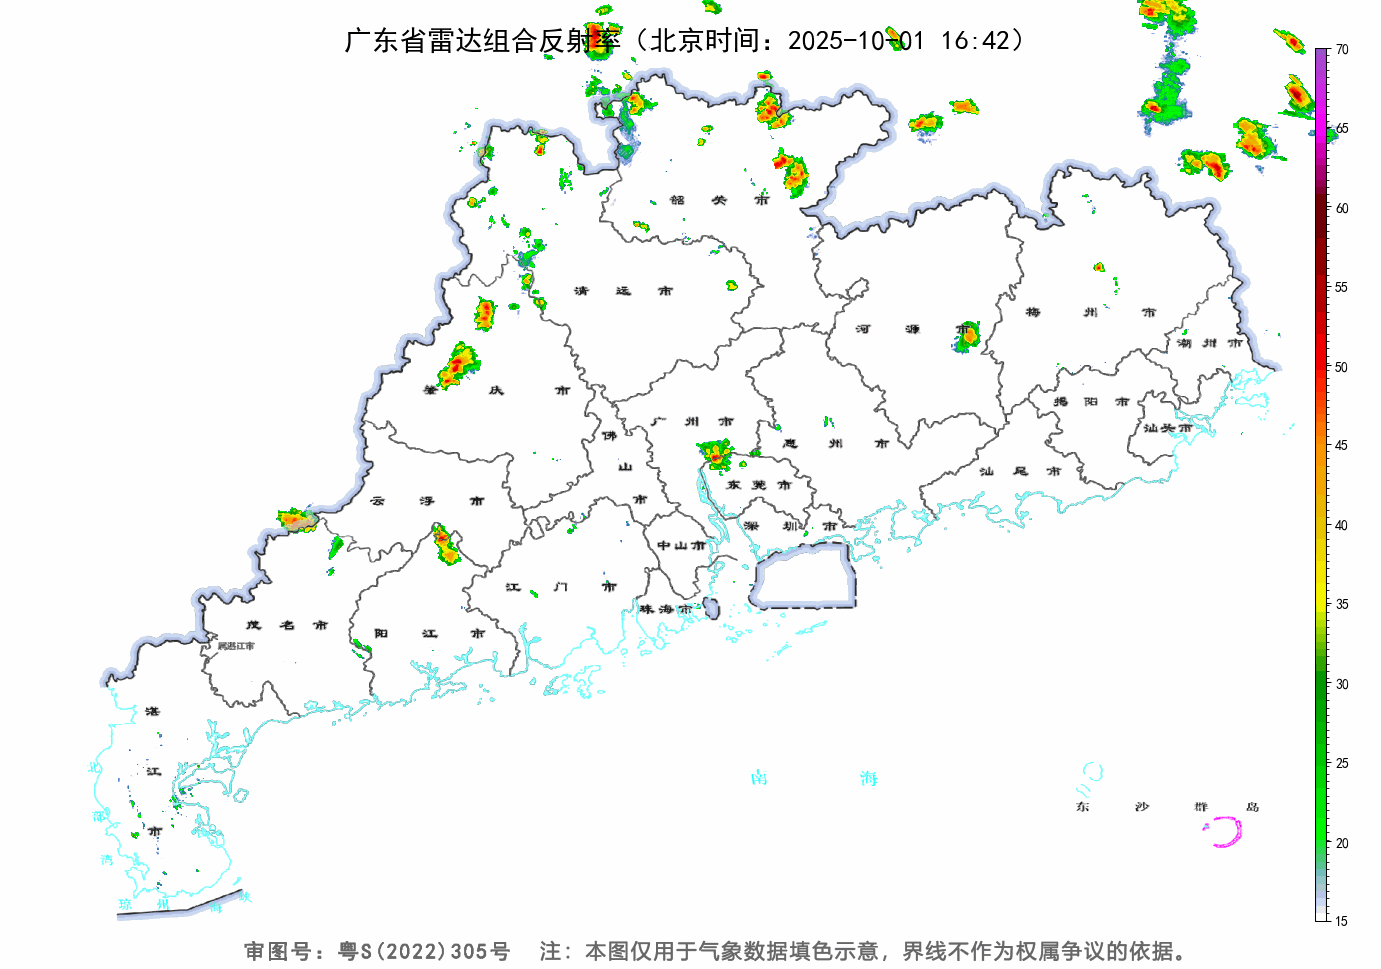 广东省雷达组合反射率（北京时间：2025-10-01 16:42）
70
65
60
55
50
45
40
35
30
25
20
15
韶关市
清远市
河源市
梅州市
潮州市
肇庆市
广州市
佛山市
惠州市
揭阳市
汕头市
汕尾市
云浮市
东莞市
深圳市
中山市
江门市
珠海市
茂名市
阳江市
属湛江市
湛江市
北部湾
南海
东沙群岛
琼州海峡
审图号：粤S(2022)305号 注：本图仅用于气象数据填色示意，界线不作为权属争议的依据。